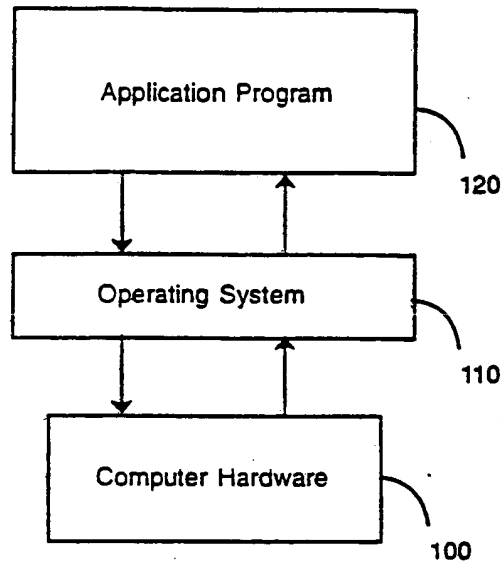 Application Program
120
Operating System
110
Computer Hardware
100